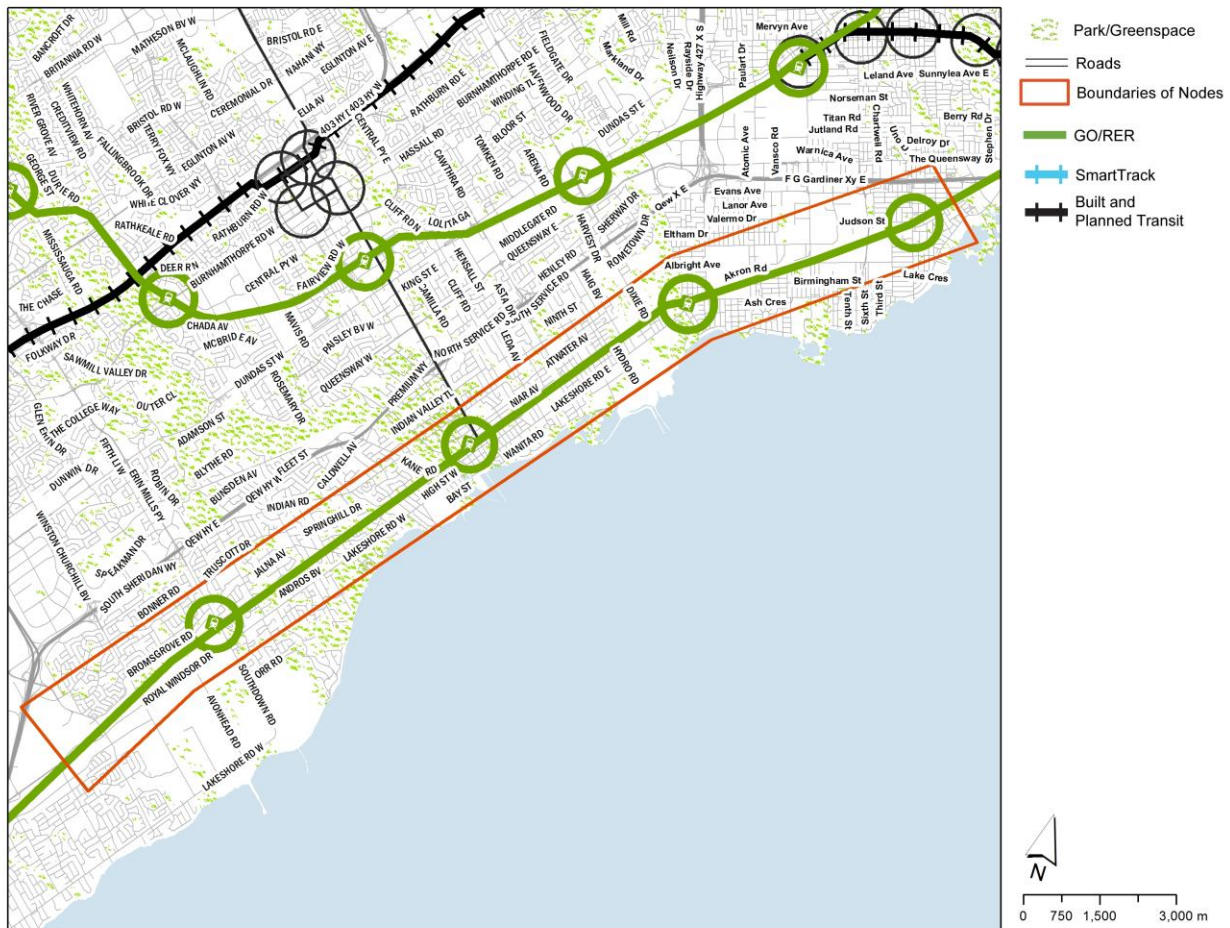 BANCROFT DR
MATHESON BV W
BRISTOL RD E
BRITANNIA RD W
MCLAUGHLIN RD
NAHANI WY
EGLINTON AV E
FIELDGATE DR
Mill Rd
Markland Dr
Neilson Dr
Rayside Dr
Highway 427 X S
Paulart Dr
Mervyn Ave
Leland Ave
Sunnylea Ave E
RIVER GROVE AV
CREDITVIEW RD
WHITEHORN AV
FALLINGBROOK DR
BRISTOL RD W
TERRY FOX WY
CEREMONIAL DR
ELIA AV
403 HY E
403 HY W
RATHBURN RD E
BURNHAMTHORPE RD E
HAVENWOOD DR
WINDING TL
BLOOR ST
DUNDAS ST E
Norseman St
Titan Rd
Jutland Rd
Chartwell Rd
Berry Rd
Delroy Dr
Stephen Dr
GEORGE ST
DURIE RD
EGLINTON AV W
WHITE CLOVER WY
CENTRAL PY E
HASSALL RD
CAWTHRA RD
TOMKEN RD
ARENA RD
Atomic Ave
Vansco Rd
Warnica Ave
The Queensway
F G Gardiner Xy E
RATHKEALE RD
RATHBURN RD W
CLIFF RD N
LOLITA GA
MIDDLEGATE RD
QUEENSWAY E
SHERWAY DR
Qew X E
Evans Ave
Lanor Ave
Valermo Dr
Eltham Dr
Judson St
MISSISSAUGA RD
DEER RN
BURNHAMTHORPE RD W
CENTRAL PY W
FAIRVIEW RD W
KING ST E
CAMILLA RD
CLIFF RD
HENSALL ST
ASTA DR
HENLEY RD
SOUTH SERVICE RD
HARVEST DR
HAIG BV
ROMETOWN DR
DIXIE RD
Albright Ave
Akron Rd
Birmingham St
Lake Cres
THE CHASE
FOLKWAY DR
CHADA AV
MCBRIDE AV
MAVIS RD
PAISLEY BV W
NORTH SERVICE RD
LEDA AV
NINTH ST
ATWATER AV
HYDRO RD
Ash Cres
Tenth St
Sixth St
Third St
SAWMILL VALLEY DR
DUNDAS ST W
ROSEMARY DR
QUEENSWAY W
PREMIUM WY
INDIAN VALLEY TL
NIAR AV
LAKESHORE RD E
WANITA RD
GLEN ERIN DR
THE COLLEGE WAY
OUTER CL
ADAMSON ST
BLYTHE RD
DUNWIN DR
FIFTH LI W
ERIN MILLS PY
ROBIN DR
BUNSDEN AV
QEW HY W
FLEET ST
CALDWELL AV
KANE RD
HIGH ST W
BAY ST
WINSTON CHURCHILL BV
SPEAKMAN DR
QEW HY E
INDIAN RD
SPRINGHILL DR
LAKESHORE RD W
SOUTH SHERIDAN WY
BONNER RD
TRUSCOTT DR
JALNA AV
ANDROS BV
BROMSGROVE RD
ROYAL WINDSOR DR
ORR RD
SOUTHDOWN RD
AVONHEAD RD
LAKESHORE RD W
Park/Greenspace
Roads
Boundaries of Nodes
GO/RER
SmartTrack
Built and
Planned Transit
N
0 750 1,500 3,000 m